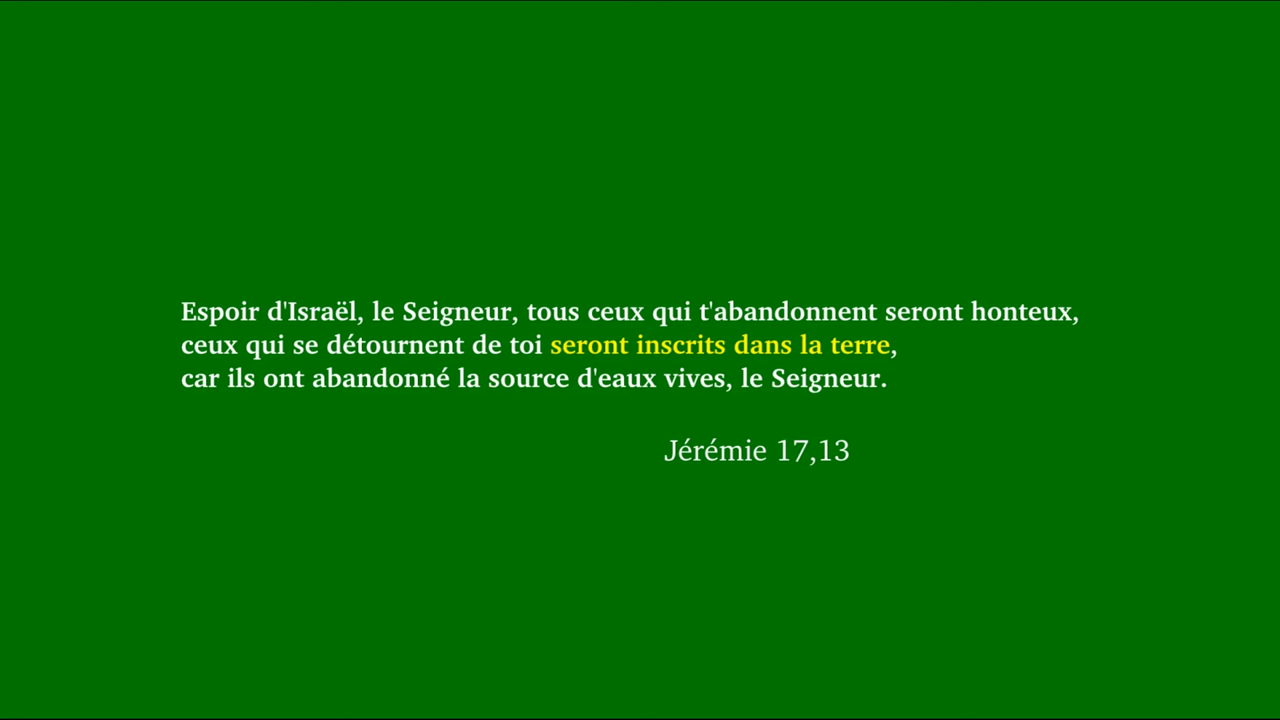 Espoir d'Israël, le Seigneur, tous ceux qui t'abandonnent seront honteux,
ceux qui se détournent de toi seront inscrits dans la terre,
car ils ont abandonné la source d'eaux vives, le Seigneur.
Jérémie 17,13